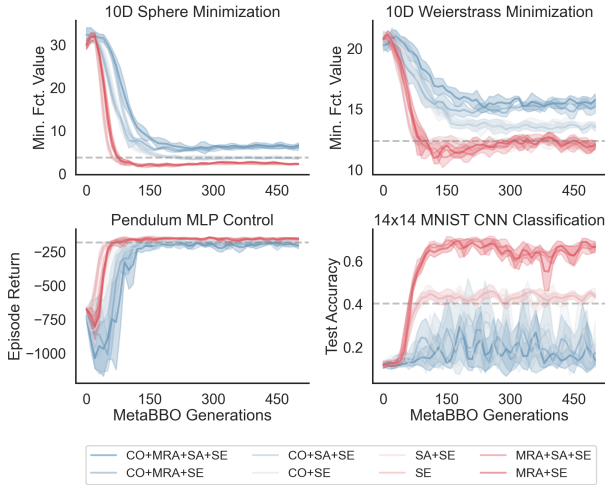 10D Sphere Minimization
10D Weierstrass Minimization
Min. Fct. Value
30
20
10
0
0
150
300
450
Min. Fct. Value
20
15
10
0
150
300
450
Pendulum MLP Control
14x14 MNIST CNN Classification
Episode Return
−250
−500
−750
−1000
0
150
300
450
MetaBBO Generations
Test Accuracy
0.6
0.4
0.2
0
150
300
450
MetaBBO Generations
CO+MRA+SA+SE
CO+SA+SE
SA+SE
MRA+SA+SE
CO+MRA+SE
CO+SE
SE
MRA+SE